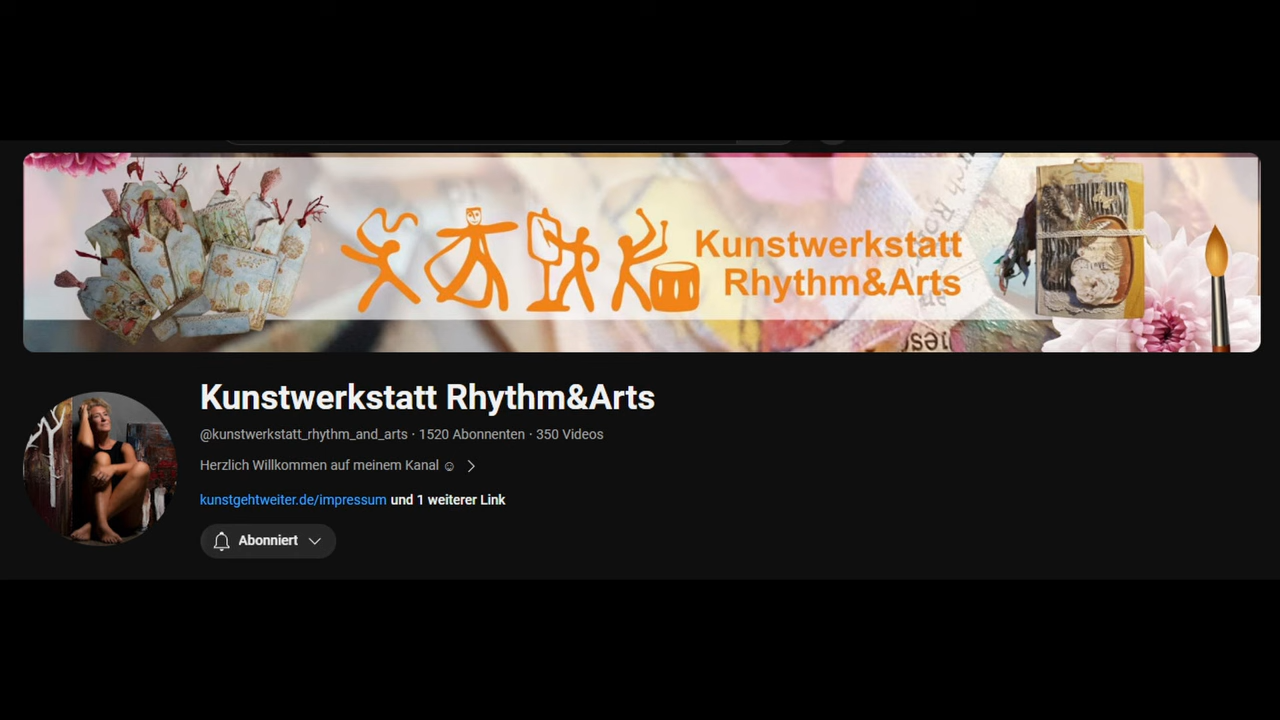 Kunstwerkstatt
Rhythm&Arts
Kunstwerkstatt Rhythm&Arts
@kunstwerkstatt_rhythm_and_arts · 1520 Abonnenten · 350 Videos
Herzlich Willkommen auf meinem Kanal ☺
kunstgehtweiter.de/impressum und 1 weiterer Link
Abonniert